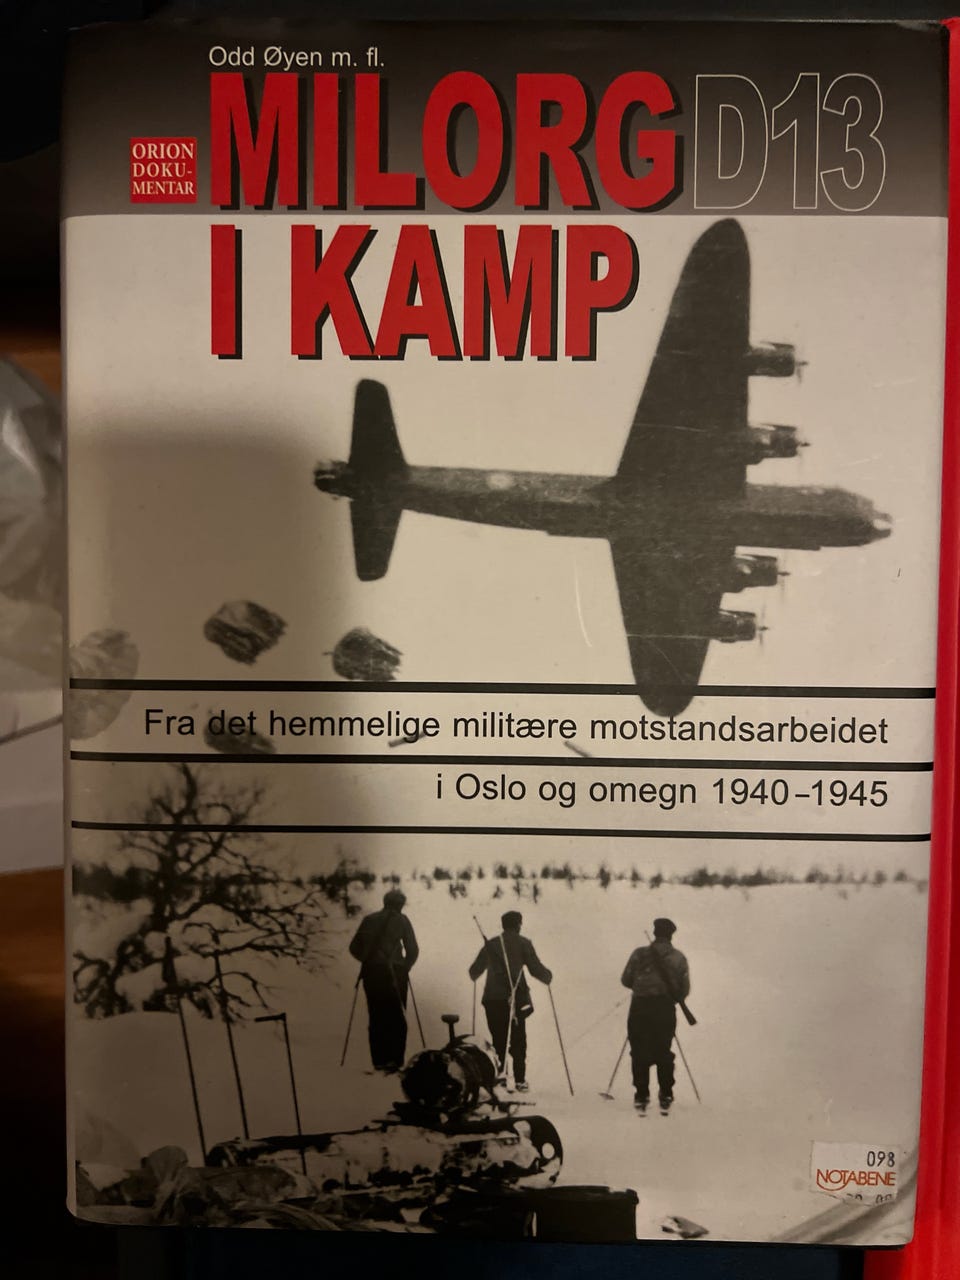 Odd Øyen m. fl.
MILORG D13
ORION
DOKU-
MENTAR
I KAMP
Fra det hemmelige militære motstandsarbeidet
i Oslo og omegn 1940–1945
098
NOTABENE